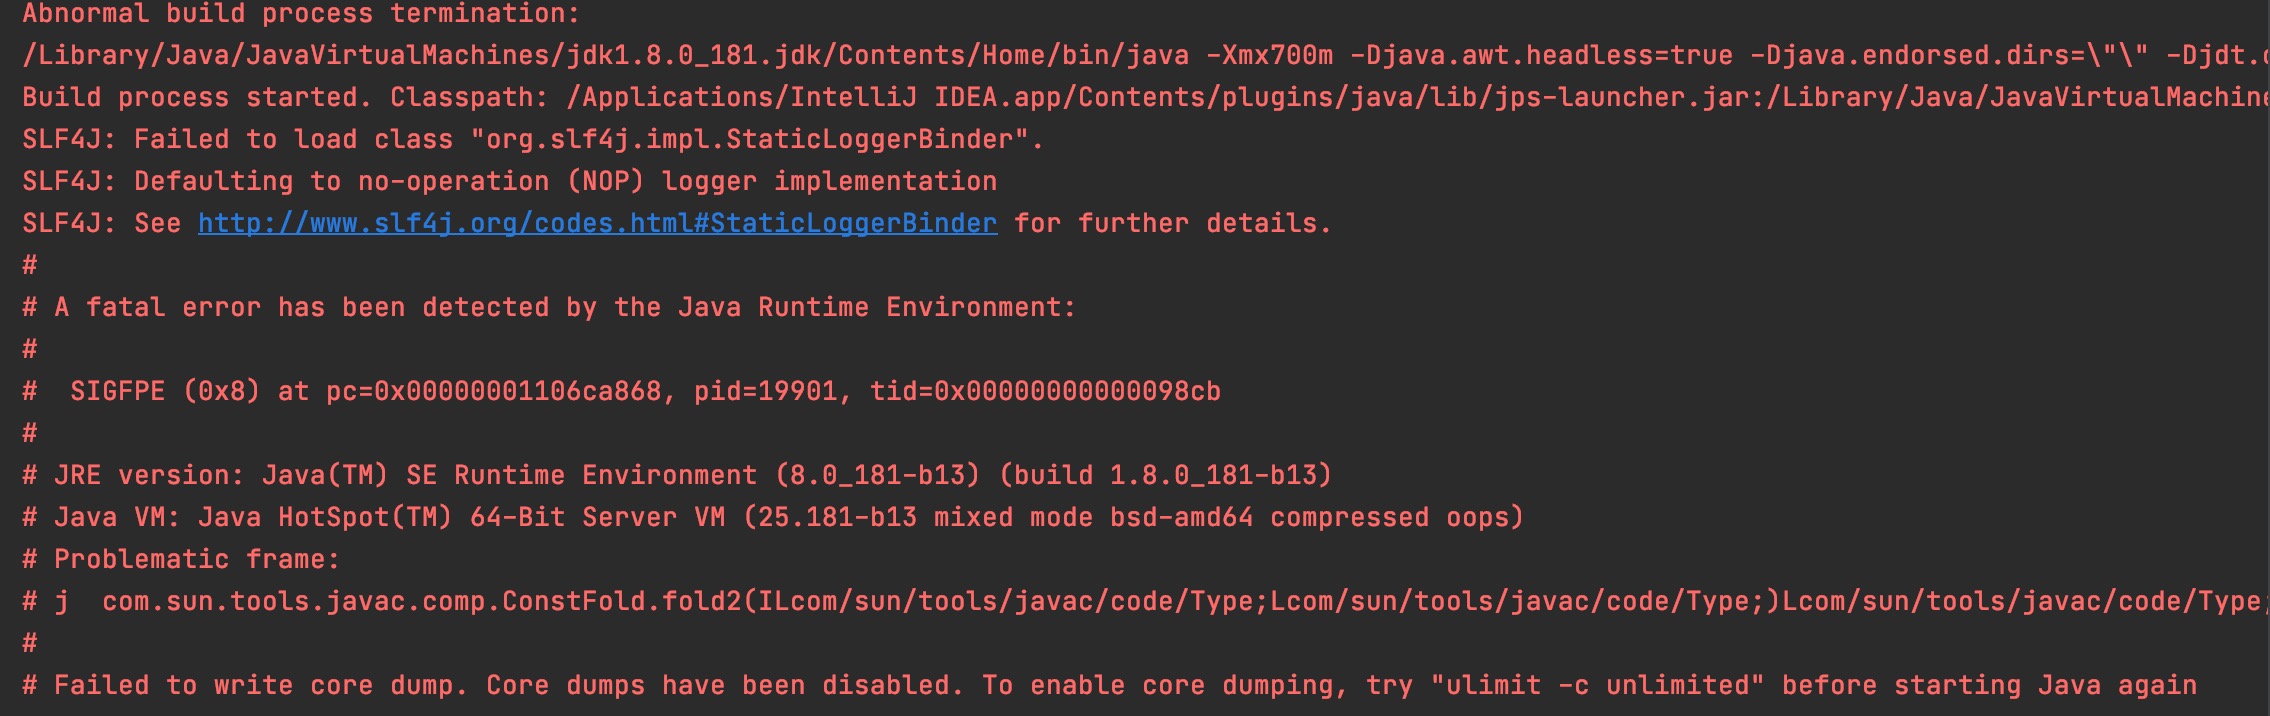 Abnormal build process termination:
/Library/Java/JavaVirtualMachines/jdk1.8.0_181.jdk/Contents/Home/bin/java -Xmx700m -Djava.awt.headless=true -Djava.endorsed.dirs=\"\" -Djdt.
Build process started. Classpath: /Applications/IntelliJ IDEA.app/Contents/plugins/java/lib/jps-launcher.jar:/Library/Java/JavaVirtualMachine
SLF4J: Failed to load class "org.slf4j.impl.StaticLoggerBinder".
SLF4J: Defaulting to no-operation (NOP) logger implementation
SLF4J: See http://www.slf4j.org/codes.html#StaticLoggerBinder for further details.
#
# A fatal error has been detected by the Java Runtime Environment:
#
#  SIGFPE (0x8) at pc=0x00000001106ca868, pid=19901, tid=0x00000000000098cb
#
# JRE version: Java(TM) SE Runtime Environment (8.0_181-b13) (build 1.8.0_181-b13)
# Java VM: Java HotSpot(TM) 64-Bit Server VM (25.181-b13 mixed mode bsd-amd64 compressed oops)
# Problematic frame:
# j  com.sun.tools.javac.comp.ConstFold.fold2(ILcom/sun/tools/javac/code/Type;Lcom/sun/tools/javac/code/Type;)Lcom/sun/tools/javac/code/Type;
#
# Failed to write core dump. Core dumps have been disabled. To enable core dumping, try "ulimit -c unlimited" before starting Java again